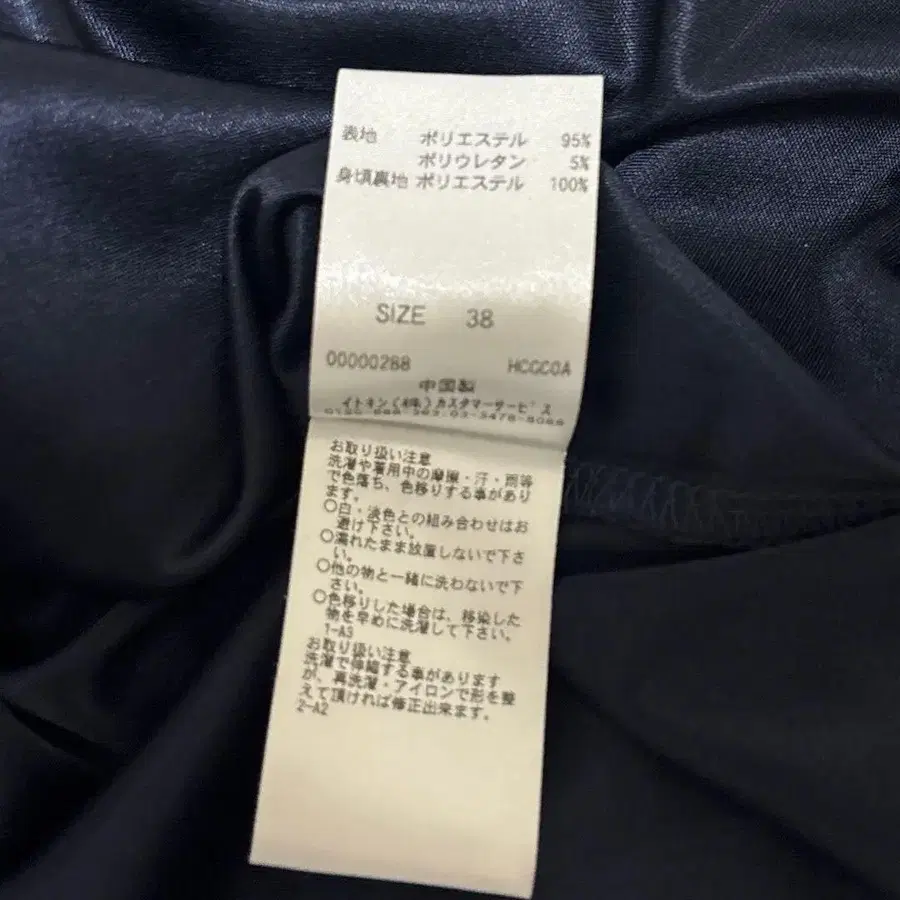 表地 ポリエステル 95%
ポリウレタン 5%
身頃裏地 ポリエステル 100%
SIZE 38
00000288 HCGC0A
中国製
イトキン(株)カスタマーサービス
お取り扱い注意
洗濯や着用中の摩擦・汗・雨等
で色落ち、色移りする事があり
ます。
○白・淡色との組み合わせはお
避け下さい。
○濡れたまま放置しないで下さ
い。
○他の物と一緒に洗わないで下
さい。
○色移りした場合は、移染した
物を早めに洗濯して下さい。
1-A3
お取り扱い注意
洗濯で伸縮する事があります
が、再洗濯・アイロンで形を整
えて頂ければ修正出来ます。
2-A2